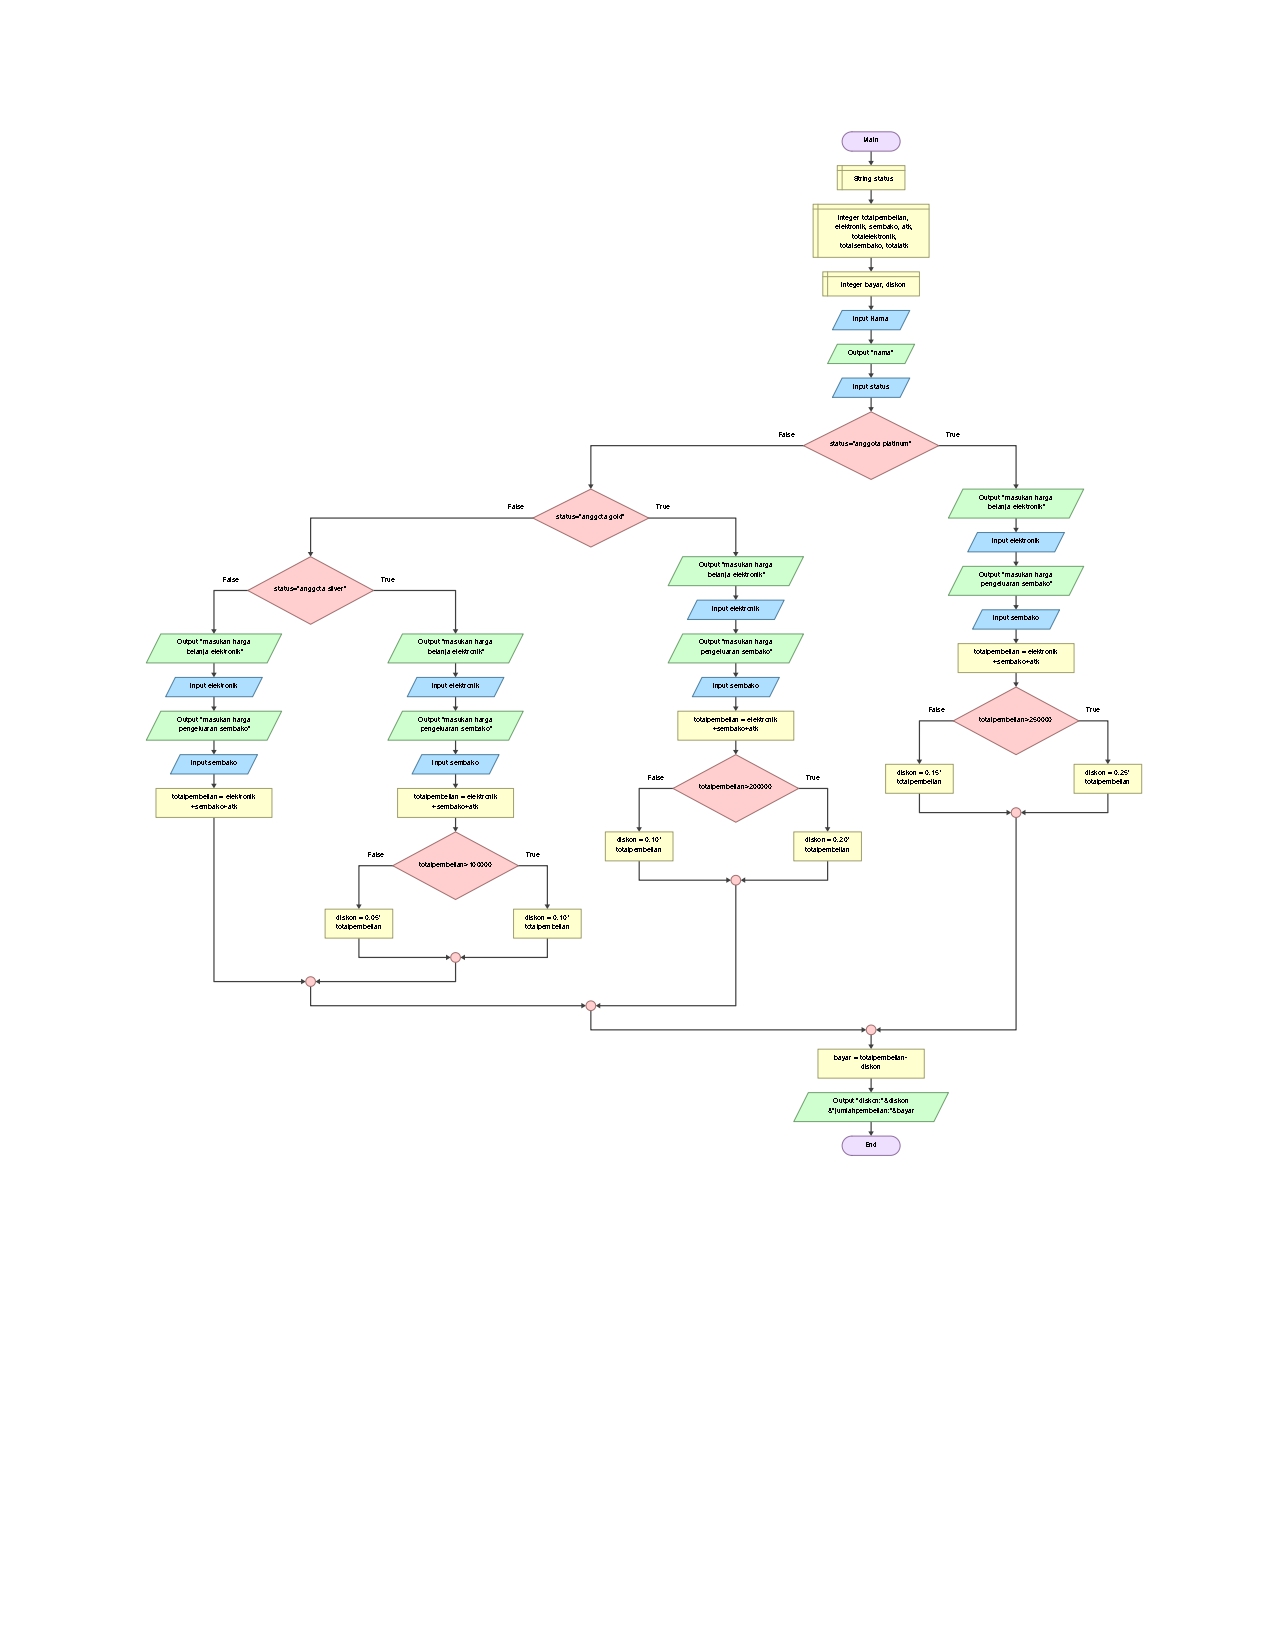 Main
String status
Integer totalpembelian,
elektronik, sembako, atk,
totalelektronik,
totalsembako, totalatk
Integer bayar, diskon
Input Nama
Output "nama"
Input status
status="anggota platinum"
False
True
status="anggota gold"
False
True
Output "masukan harga
belanja elektronik"
Input elektronik
Output "masukan harga
pengeluaran sembako"
Input sembako
totalpembelian = elektronik
+sembako+atk
totalpembelian>250000
False
True
diskon = 0.15*
totalpembelian
diskon = 0.25*
totalpembelian
status="anggota silver"
False
True
Output "masukan harga
belanja elektronik"
Input elektronik
Output "masukan harga
pengeluaran sembako"
Input sembako
totalpembelian = elektronik
+sembako+atk
totalpembelian>200000
False
True
diskon = 0.10*
totalpembelian
diskon = 0.20*
totalpembelian
Output "masukan harga
belanja elektronik"
Input elektronik
Output "masukan harga
pengeluaran sembako"
Input sembako
totalpembelian = elektronik
+sembako+atk
Output "masukan harga
belanja elektronik"
Input elektronik
Output "masukan harga
pengeluaran sembako"
Input sembako
totalpembelian = elektronik
+sembako+atk
totalpembelian>100000
False
True
diskon = 0.05*
totalpembelian
diskon = 0.10*
totalpembelian
bayar = totalpembelian-
diskon
Output "diskon:"&diskon
&"jumlahpembelian:"&bayar
End